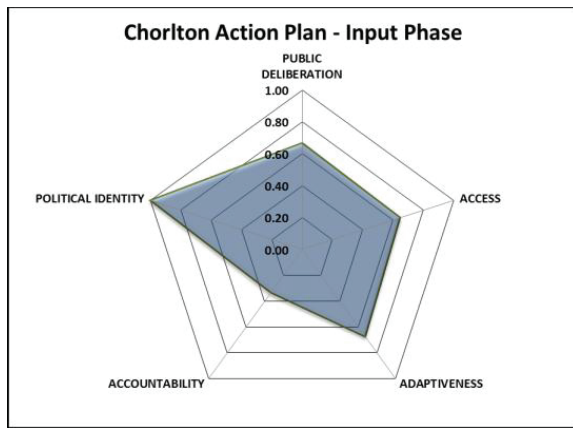 Chorlton Action Plan - Input Phase
PUBLIC
DELIBERATION
1.00
0.80
0.60
0.40
0.20
0.00
POLITICAL IDENTITY
ACCESS
ACCOUNTABILITY
ADAPTIVENESS